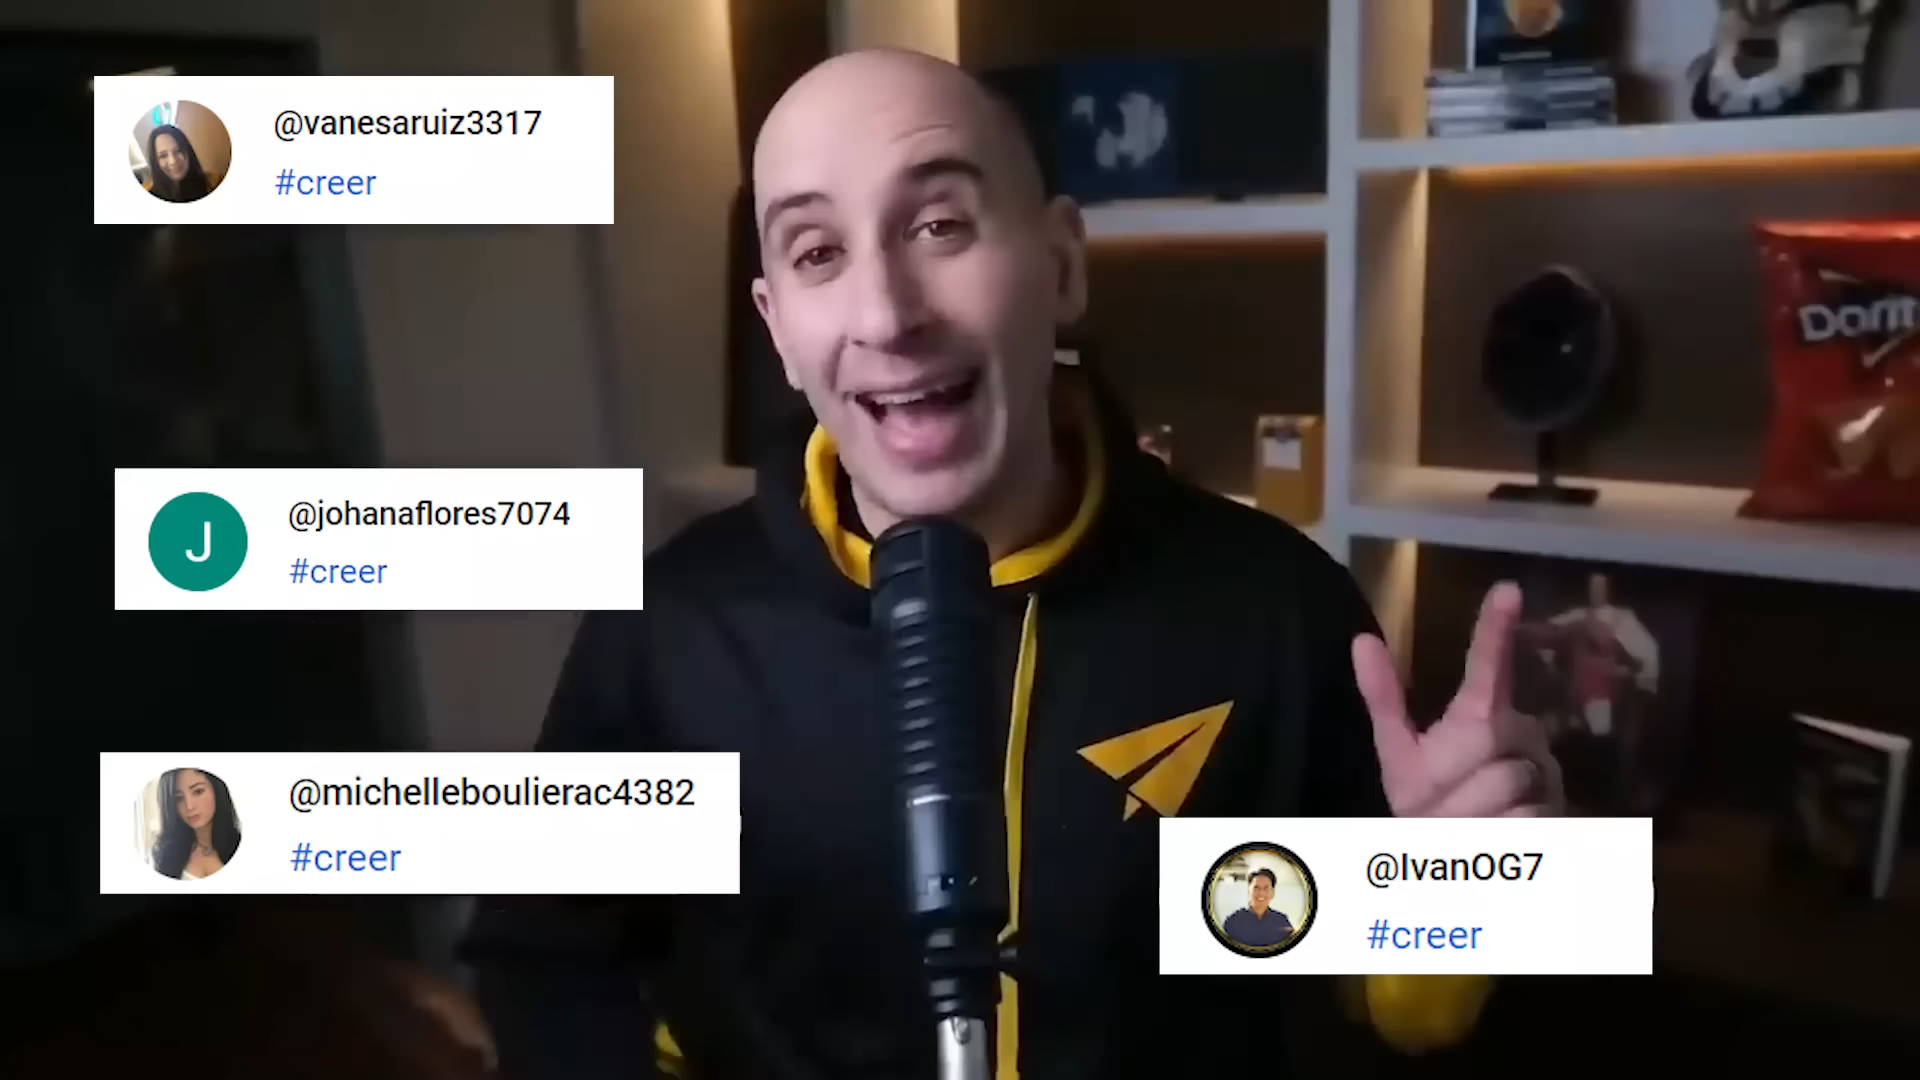 @vanesaruiz3317
#creer
@johanaflores7074
#creer
@michelleboulierac4382
#creer
@IvanOG7
#creer
J